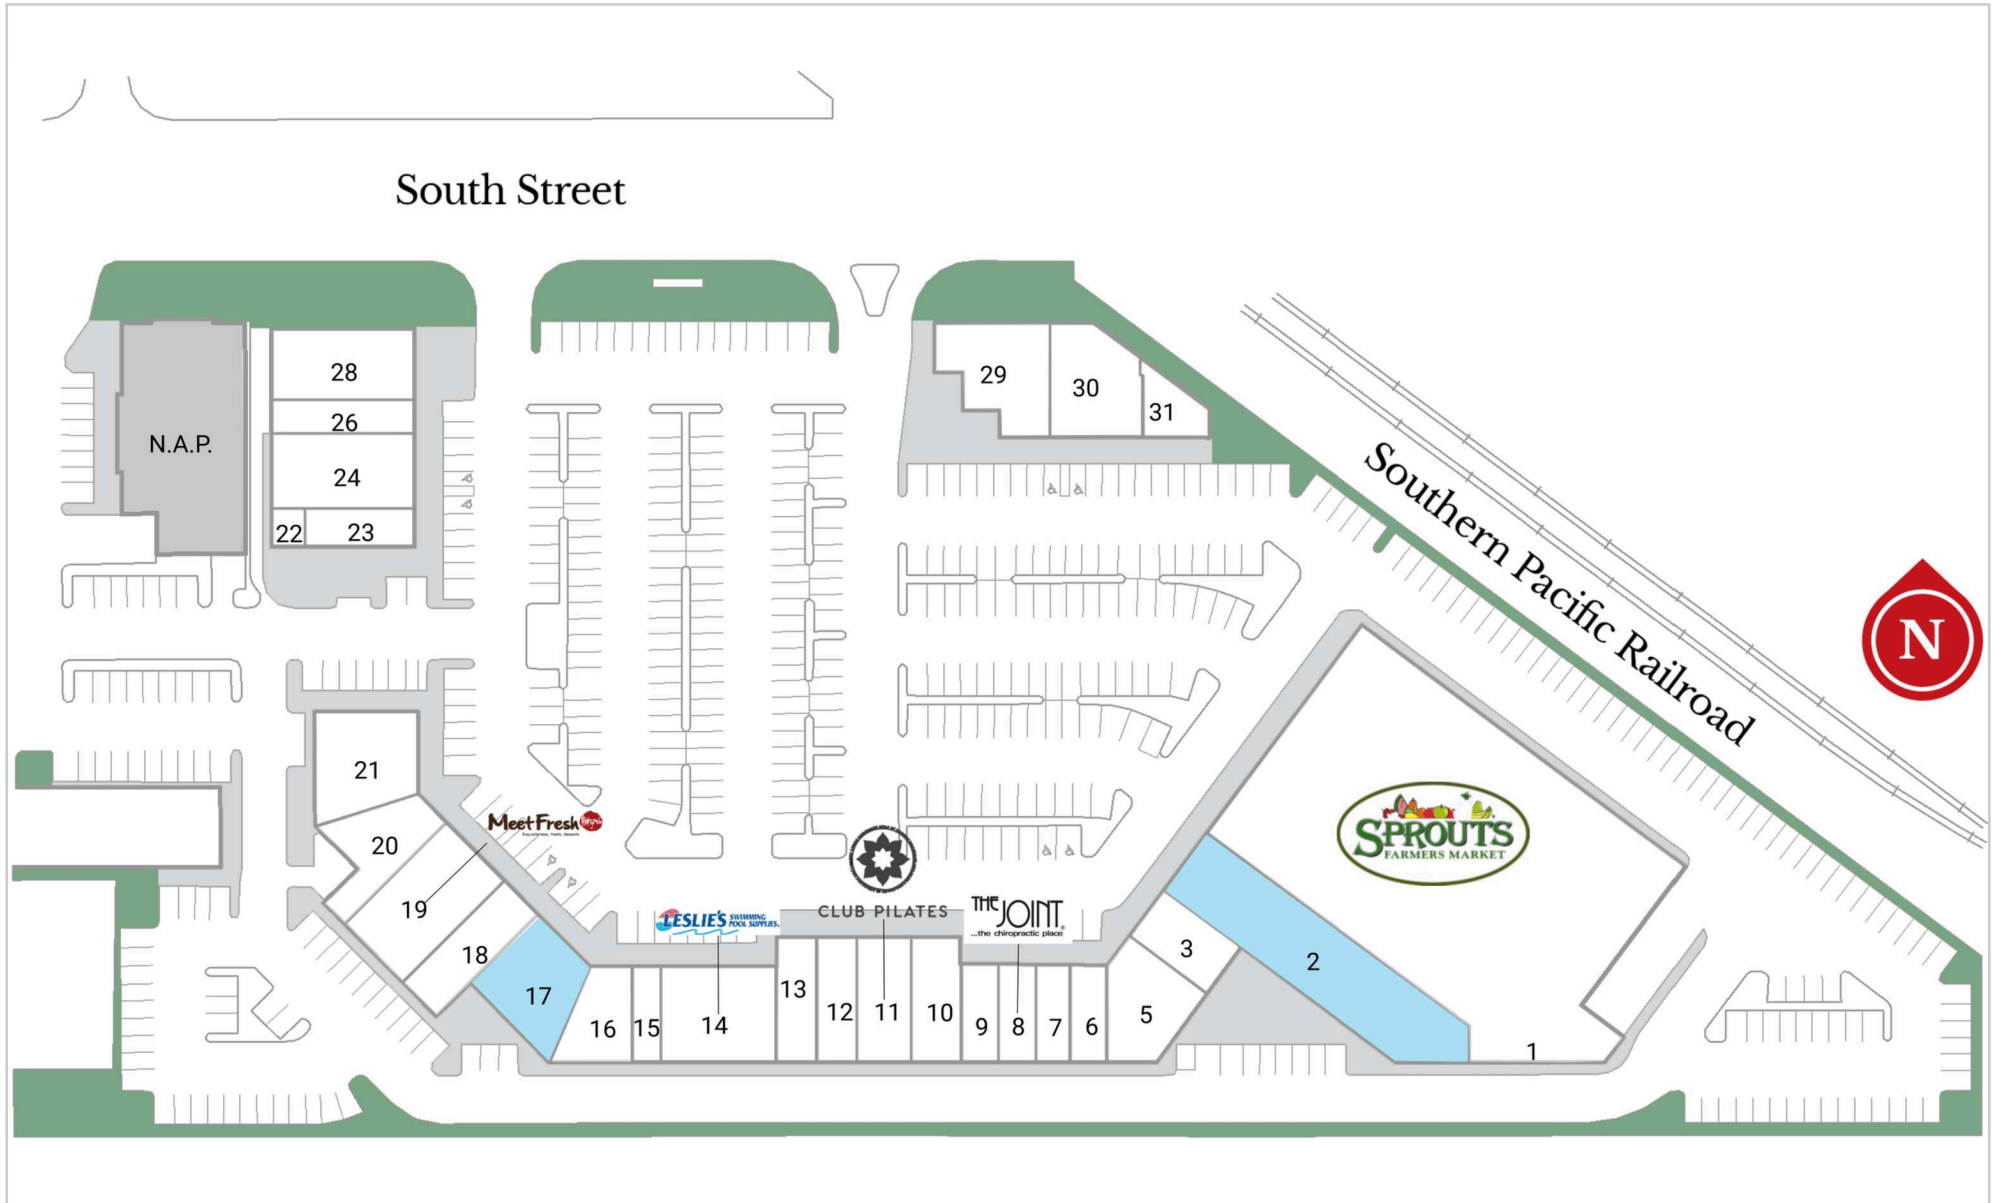 South Street
28
26
N.A.P.
24
22
23
29
30
31
Southern Pacific Railroad
N
21
20
19
18
17
MeetFresh
LESLIE'S SWIMMING
POOL SUPPLIES.
CLUB PILATES
THE JOINT
...the chiropractic place
SPROUTS
FARMERS MARKET
16
15
14
13
12
11
10
9
8
7
6
5
3
2
1